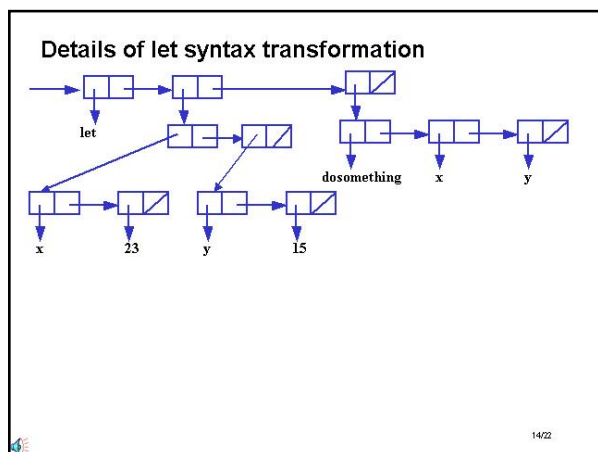 Details of let syntax transformation
let
dosomething x y
x 23 y 15
14/22